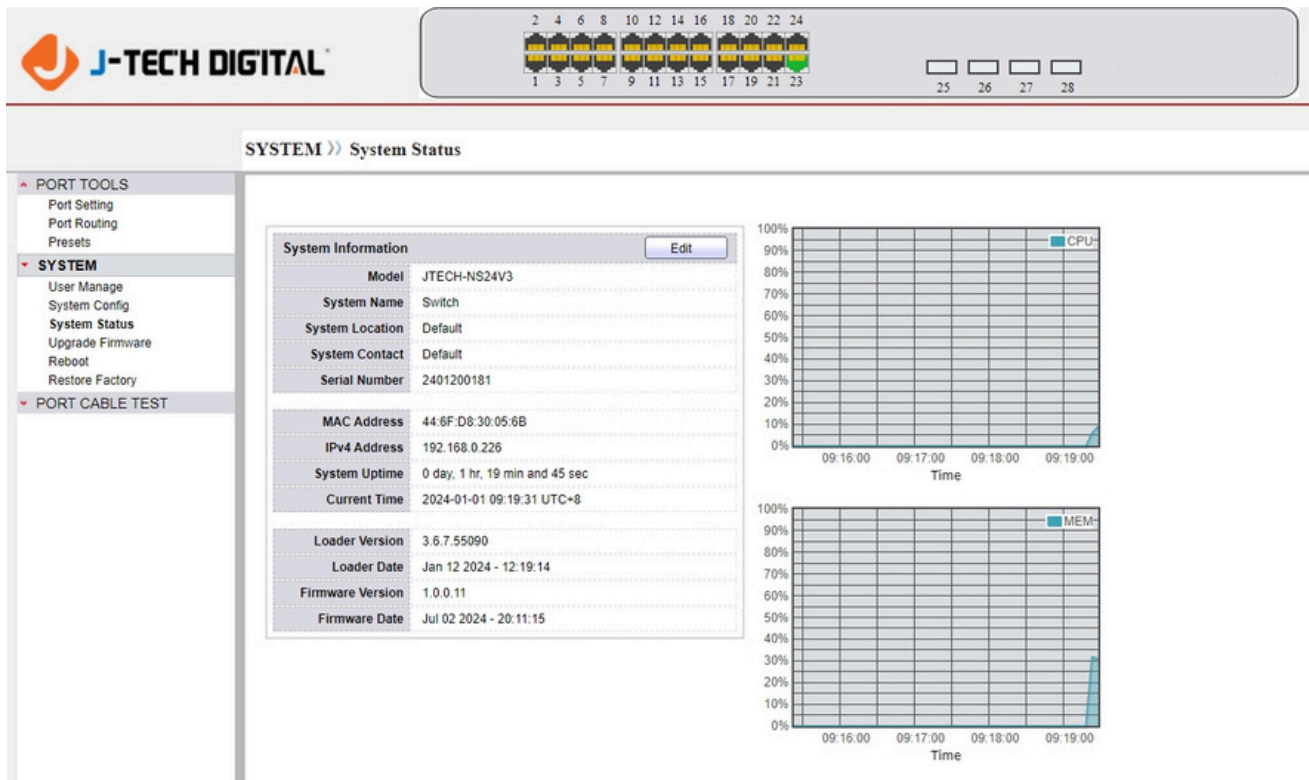 J-TECH DIGITAL
2 4 6 8 10 12 14 16 18 20 22 24
1 3 5 7 9 11 13 15 17 19 21 23
25 26 27 28
SYSTEM >> System Status
PORT TOOLS
Port Setting
Port Routing
Presets
SYSTEM
User Manage
System Config
System Status
Upgrade Firmware
Reboot
Restore Factory
PORT CABLE TEST
System Information Edit
Model JTECH-NS24V3
System Name Switch
System Location Default
System Contact Default
Serial Number 2401200181
MAC Address 44:6F:D8:30:05:6B
IPv4 Address 192.168.0.226
System Uptime 0 day, 1 hr, 19 min and 45 sec
Current Time 2024-01-01 09:19:31 UTC+8
Loader Version 3.6.7.55090
Loader Date Jan 12 2024 - 12:19:14
Firmware Version 1.0.0.11
Firmware Date Jul 02 2024 - 20:11:15
100%
CPU
90%
80%
70%
60%
50%
40%
30%
20%
10%
0%
09:16:00 09:17:00 09:18:00 09:19:00
Time
100%
MEM
90%
80%
70%
60%
50%
40%
30%
20%
10%
0%
09:16:00 09:17:00 09:18:00 09:19:00
Time